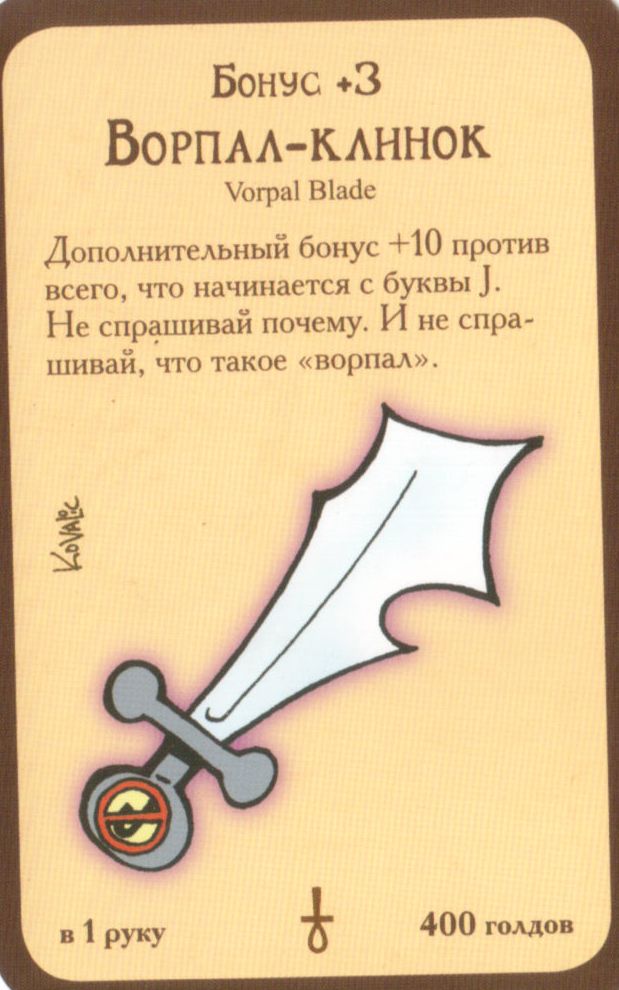 Бонус +3
Ворпал-клинок
Vorpal Blade
Дополнительный бонус +10 против
всего, что начинается с буквы J.
Не спрашивай почему. И не спра-
шивай, что такое «ворпал».
Kovalic
в 1 руку
400 голдов